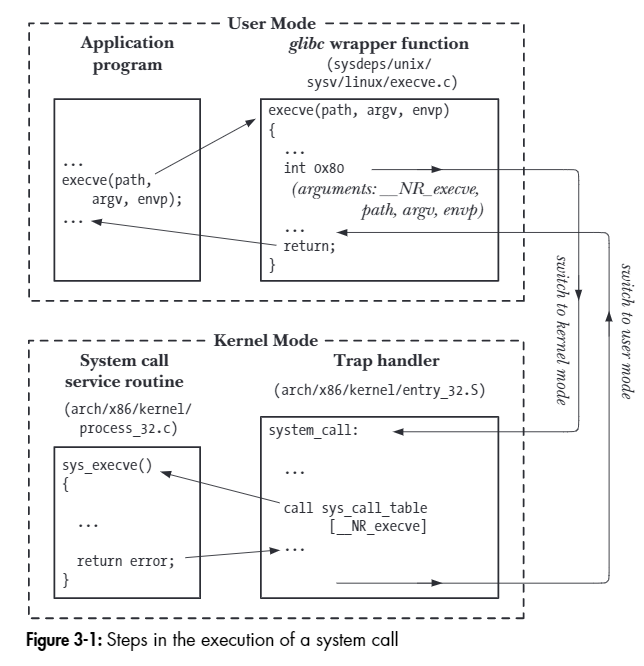 User Mode
Application
program
glibc wrapper function
(sysdeps/unix/
sysv/linux/execve.c)
...
execve(path,
argv, envp);
...
execve(path, argv, envp)
{
...
int 0x80
(arguments: __NR_execve,
path, argv, envp)
...
return;
}
switch to kernel mode
switch to user mode
Kernel Mode
System call
service routine
(arch/x86/kernel/
process_32.c)
Trap handler
(arch/x86/kernel/entry_32.S)
sys_execve()
{
...
return error;
}
system_call:
...
call sys_call_table
[__NR_execve]
...
Figure 3-1: Steps in the execution of a system call